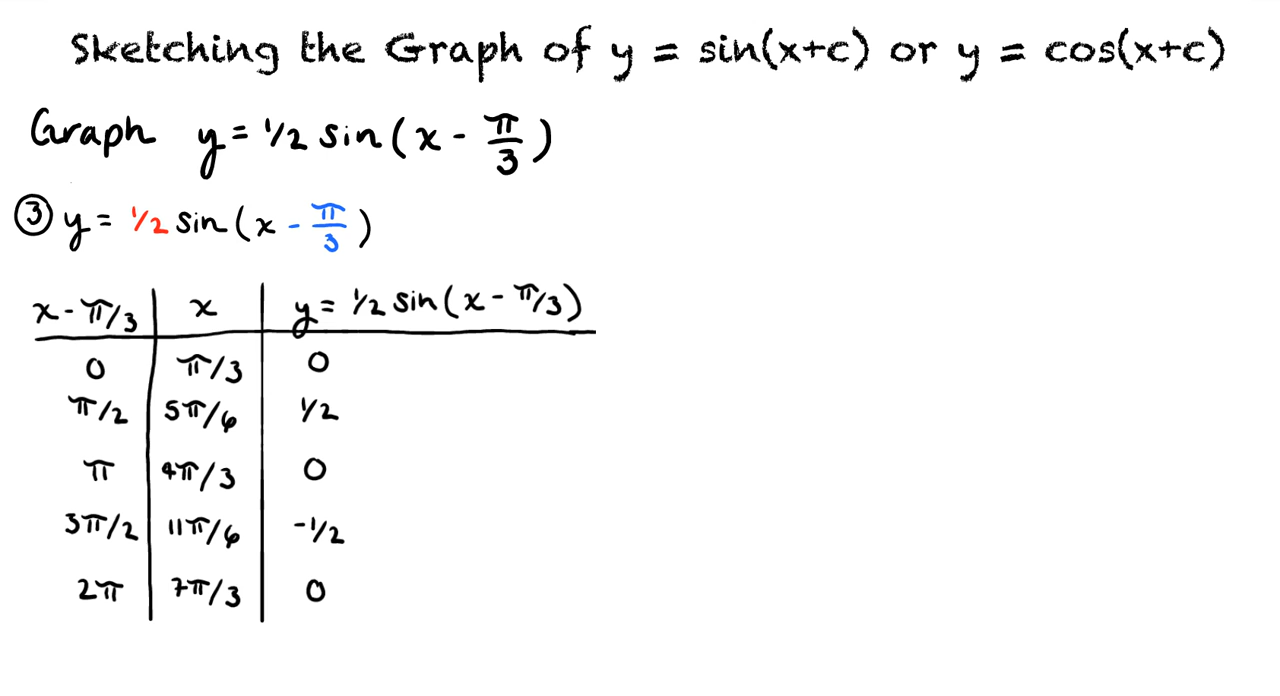 Sketching the Graph of y = sin(x+c) or y = cos(x+c)
Graph y = 1/2 sin(x - π/3)
③ y = 1/2 sin(x - π/3)
x - π/3 | x | y = 1/2 sin(x - π/3)
0 | π/3 | 0
π/2 | 5π/6 | 1/2
π | 4π/3 | 0
3π/2 | 11π/6 | -1/2
2π | 7π/3 | 0